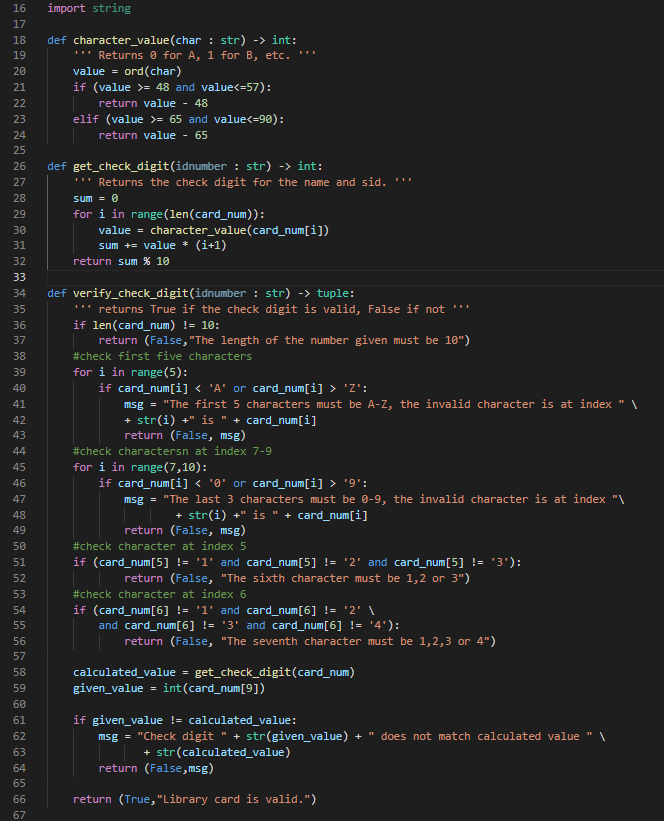 16 import string
17
18 def character_value(char : str) -> int:
19     ''' Returns 0 for A, 1 for B, etc. '''
20     value = ord(char)
21     if (value >= 48 and value<=57):
22         return value - 48
23     elif (value >= 65 and value<=90):
24         return value - 65
25
26 def get_check_digit(idnumber : str) -> int:
27     ''' Returns the check digit for the name and sid. '''
28     sum = 0
29     for i in range(len(card_num)):
30         value = character_value(card_num[i])
31         sum += value * (i+1)
32     return sum % 10
33
34 def verify_check_digit(idnumber : str) -> tuple:
35     ''' returns True if the check digit is valid, False if not '''
36     if len(card_num) != 10:
37         return (False,"The length of the number given must be 10")
38     #check first five characters
39     for i in range(5):
40         if card_num[i] < 'A' or card_num[i] > 'Z':
41             msg = "The first 5 characters must be A-Z, the invalid character is at index " \
42             + str(i) +" is " + card_num[i]
43             return (False, msg)
44     #check charactersn at index 7-9
45     for i in range(7,10):
46         if card_num[i] < '0' or card_num[i] > '9':
47             msg = "The last 3 characters must be 0-9, the invalid character is at index "\
48                     + str(i) +" is " + card_num[i]
49             return (False, msg)
50     #check character at index 5
51     if (card_num[5] != '1' and card_num[5] != '2' and card_num[5] != '3'):
52             return (False, "The sixth character must be 1,2 or 3")
53     #check character at index 6
54     if (card_num[6] != '1' and card_num[6] != '2' \
55         and card_num[6] != '3' and card_num[6] != '4'):
56             return (False, "The seventh character must be 1,2,3 or 4")
57
58     calculated_value = get_check_digit(card_num)
59     given_value = int(card_num[9])
60
61     if given_value != calculated_value:
62         msg = "Check digit " + str(given_value) + " does not match calculated value " \
63                + str(calculated_value)
64         return (False,msg)
65
66     return (True,"Library card is valid.")
67